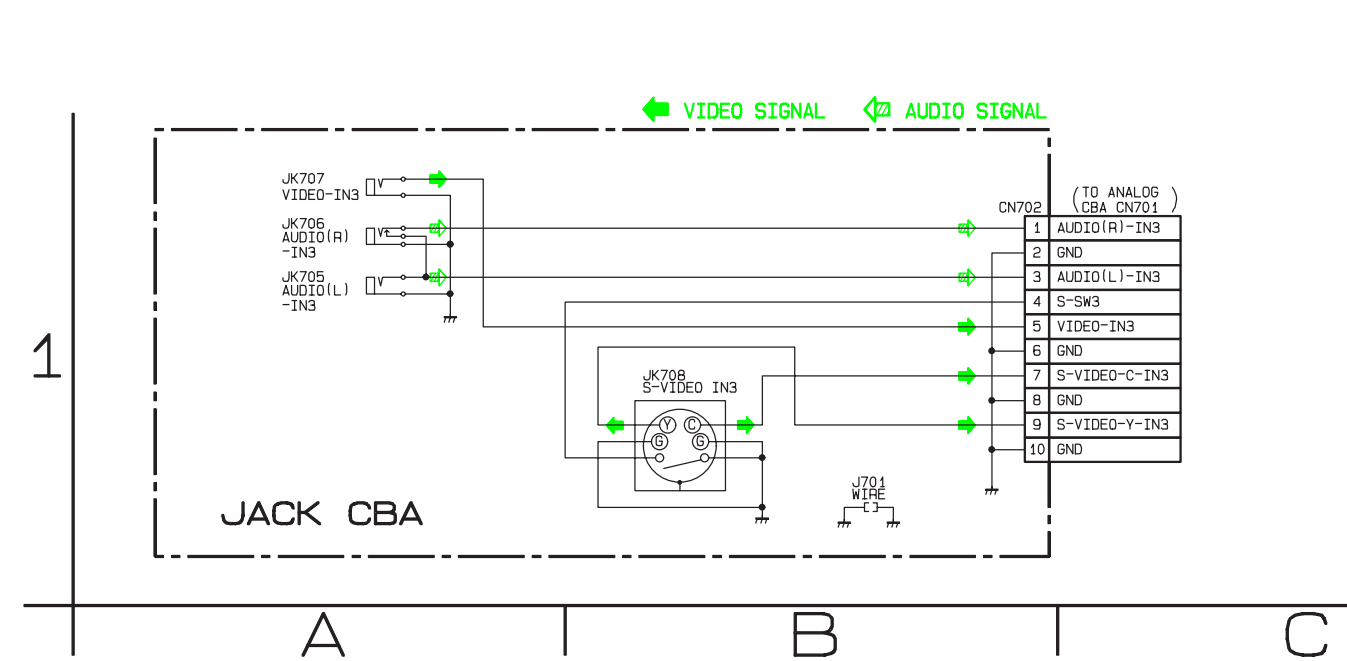 VIDEO SIGNAL
AUDIO SIGNAL
JK707
VIDEO-IN3
JK706
AUDIO(R)
-IN3
JK705
AUDIO(L)
-IN3
CN702
(TO ANALOG
CBA CN701)
1 AUDIO(R)-IN3
2 GND
3 AUDIO(L)-IN3
4 S-SW3
5 VIDEO-IN3
6 GND
7 S-VIDEO-C-IN3
8 GND
9 S-VIDEO-Y-IN3
10 GND
JK708
S-VIDEO IN3
Y C
G G
J701
WIRE
JACK CBA
1
A B C